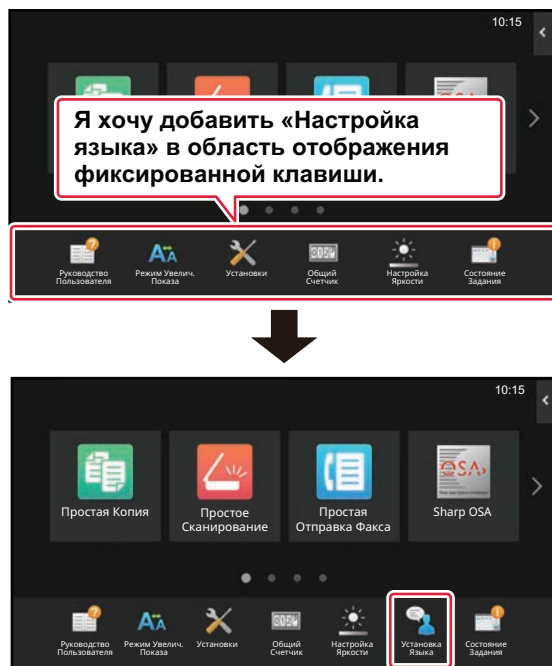 10:15
Я хочу добавить «Настройка
языка» в область отображения
фиксированной клавиши.
Руководство
Пользователя
Режим Увелич.
Показа
Установки
Общий
Счетчик
Настройка
Яркости
Состояние
Задания
10:15
Простая Копия
Простое
Сканирование
Простая
Отправка Факса
OSA
Sharp OSA
Руководство
Пользователя
Режим Увелич.
Показа
Установки
Общий
Счетчик
Настройка
Яркости
Установка
Языка
Состояние
Задания